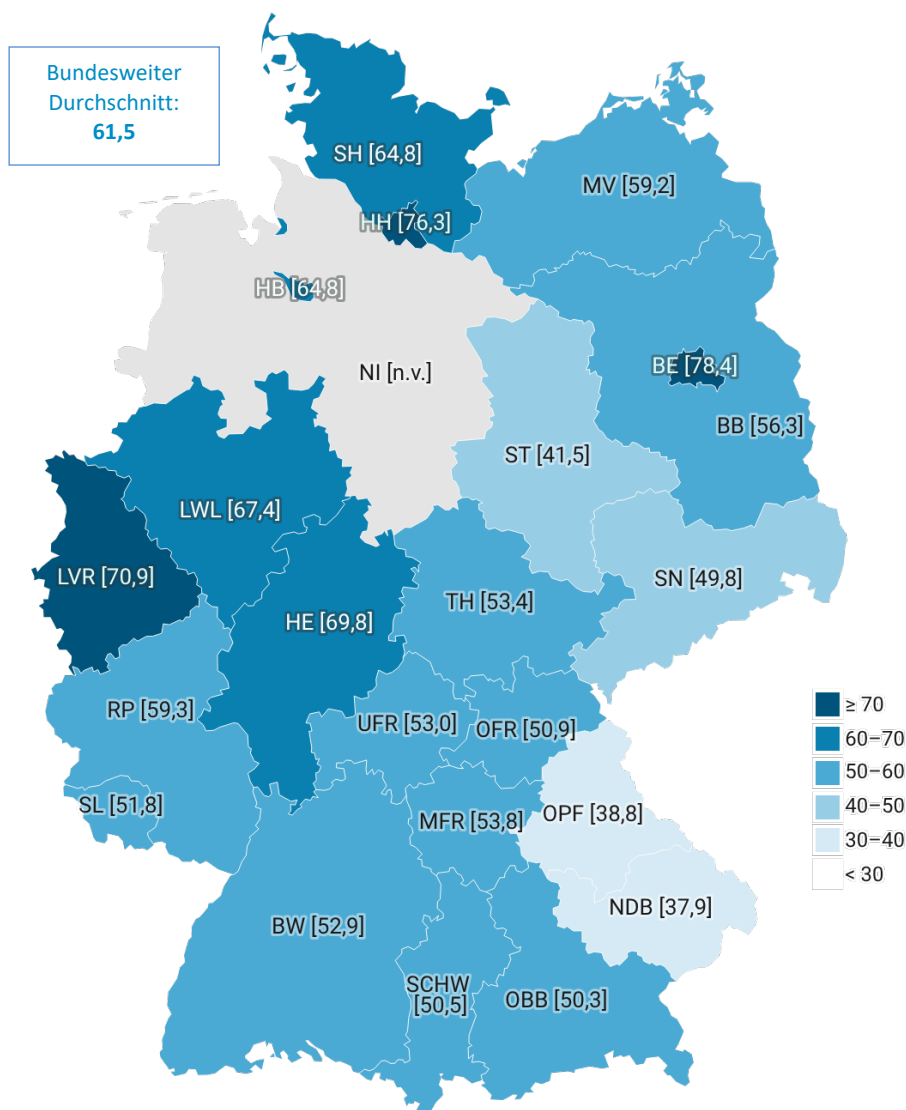 Bundesweiter
Durchschnitt:
61,5
SH [64,8]
MV [59,2]
HH [76,3]
HB [64,8]
BE [78,4]
NI [n.v.]
BB [56,3]
ST [41,5]
LWL [67,4]
LVR [70,9]
SN [49,8]
TH [53,4]
HE [69,8]
RP [59,3]
UFR [53,0]
OFR [50,9]
SL [51,8]
MFR [53,8]
OPF [38,8]
NDB [37,9]
BW [52,9]
SCHW
[50,5]
OBB [50,3]
≥ 70
60–70
50–60
40–50
30–40
< 30